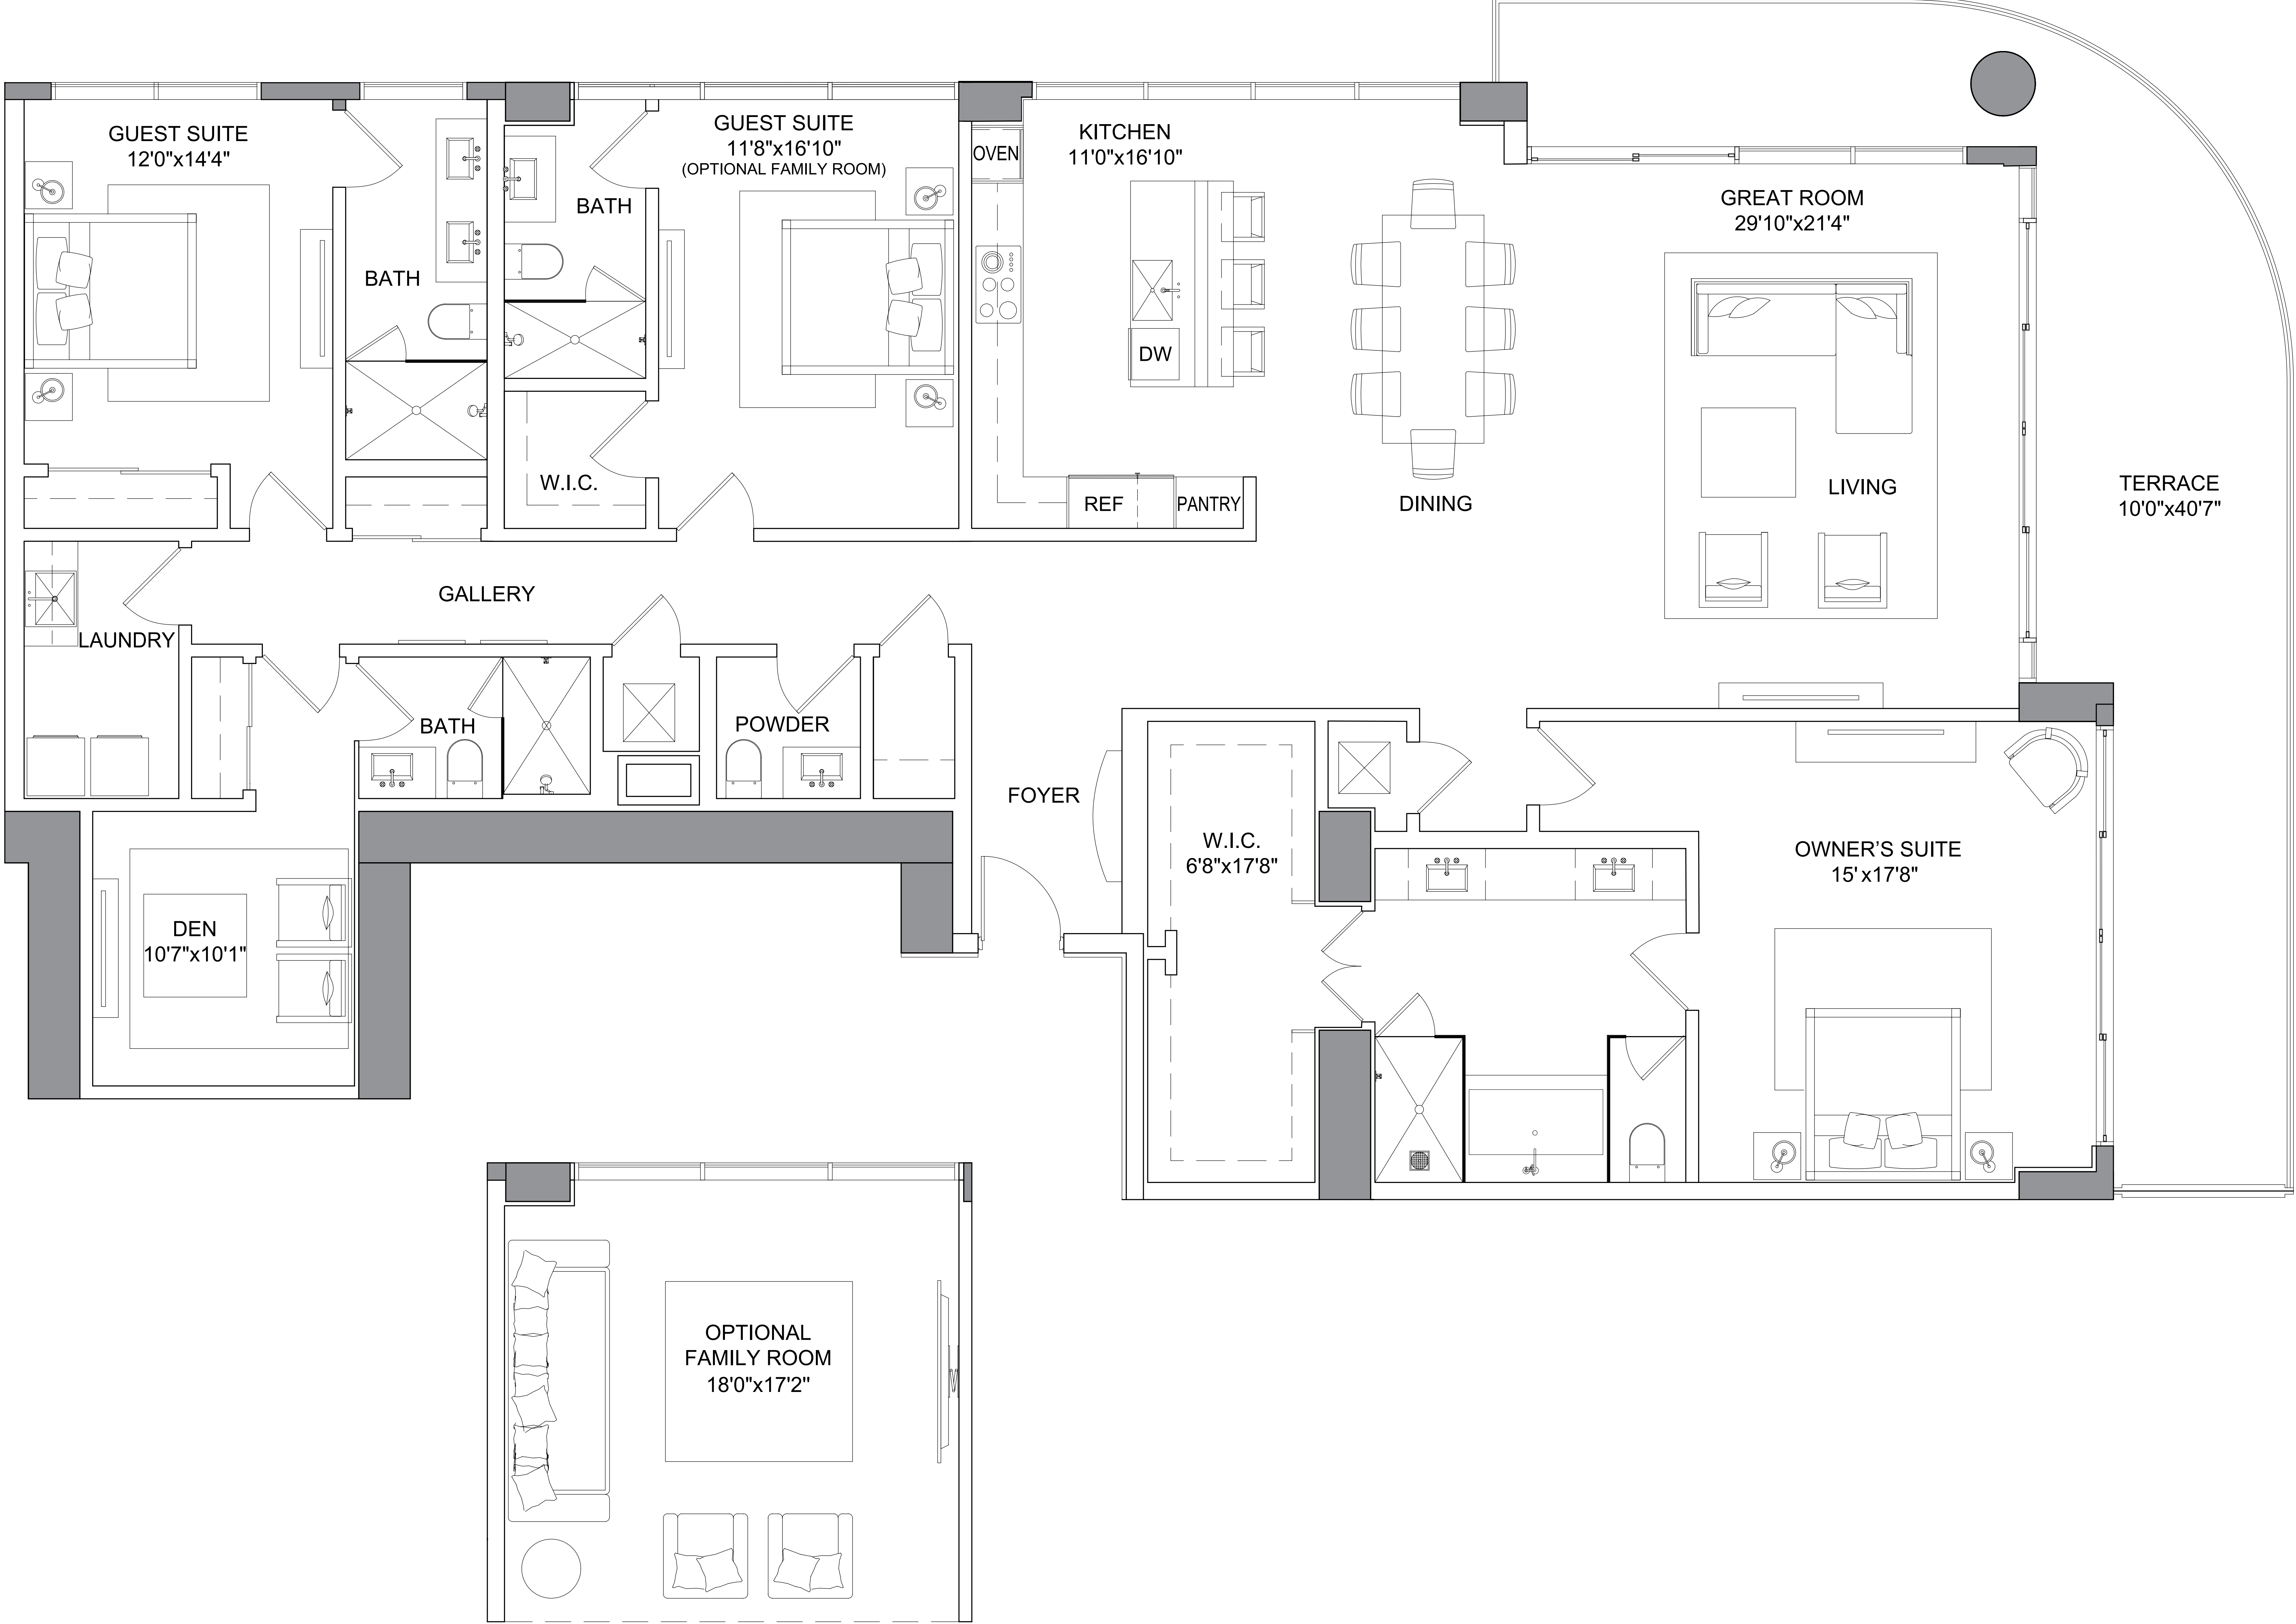 GUEST SUITE
12'0"x14'4"
BATH
BATH
GUEST SUITE
11'8"x16'10"
(OPTIONAL FAMILY ROOM)
W.I.C.
OVEN
KITCHEN
11'0"x16'10"
DW
REF
PANTRY
DINING
GREAT ROOM
29'10"x21'4"
LIVING
TERRACE
10'0"x40'7"
GALLERY
LAUNDRY
BATH
POWDER
FOYER
W.I.C.
6'8"x17'8"
OWNER'S SUITE
15' x17'8"
DEN
10'7"x10'1"
OPTIONAL
FAMILY ROOM
18'0"x17'2"